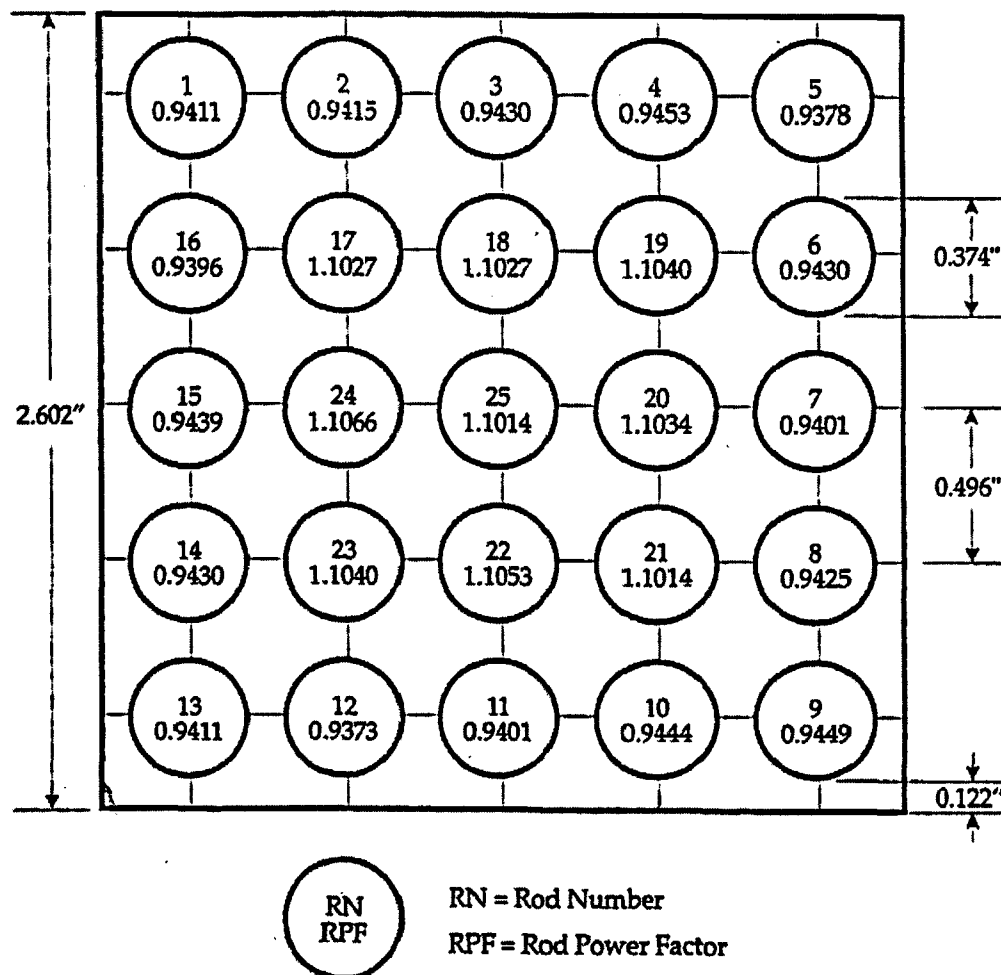 1 2 3 4 5
0.9411 0.9415 0.9430 0.9453 0.9378
16 17 18 19 6
0.9396 1.1027 1.1027 1.1040 0.9430
0.374"
15 24 25 20 7
0.9439 1.1066 1.1014 1.1034 0.9401
2.602"
0.496"
14 23 22 21 8
0.9430 1.1040 1.1053 1.1014 0.9425
13 12 11 10 9
0.9411 0.9373 0.9401 0.9444 0.9449
0.122"
RN
RPF
RN = Rod Number
RPF = Rod Power Factor